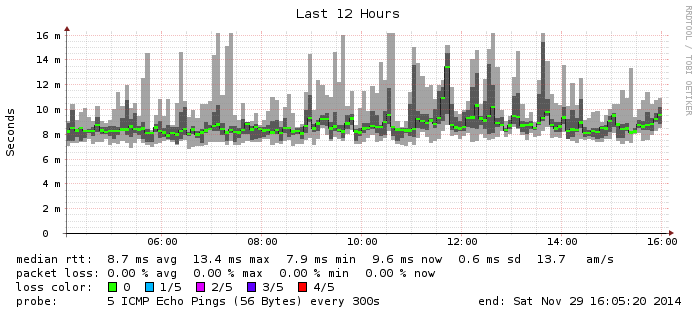 Last 12 Hours
RRDTOOL / TOBI OETIKER
Seconds
16 m
14 m
12 m
10 m
8 m
6 m
4 m
2 m
0
06:00 08:00 10:00 12:00 14:00 16:00
median rtt: 8.7 ms avg 13.4 ms max 7.9 ms min 9.6 ms now 0.6 ms sd 13.7 am/s
packet loss: 0.00 % avg 0.00 % max 0.00 % min 0.00 % now
loss color: 0 1/5 2/5 3/5 4/5
probe: 5 ICMP Echo Pings (56 Bytes) every 300s end: Sat Nov 29 16:05:20 2014